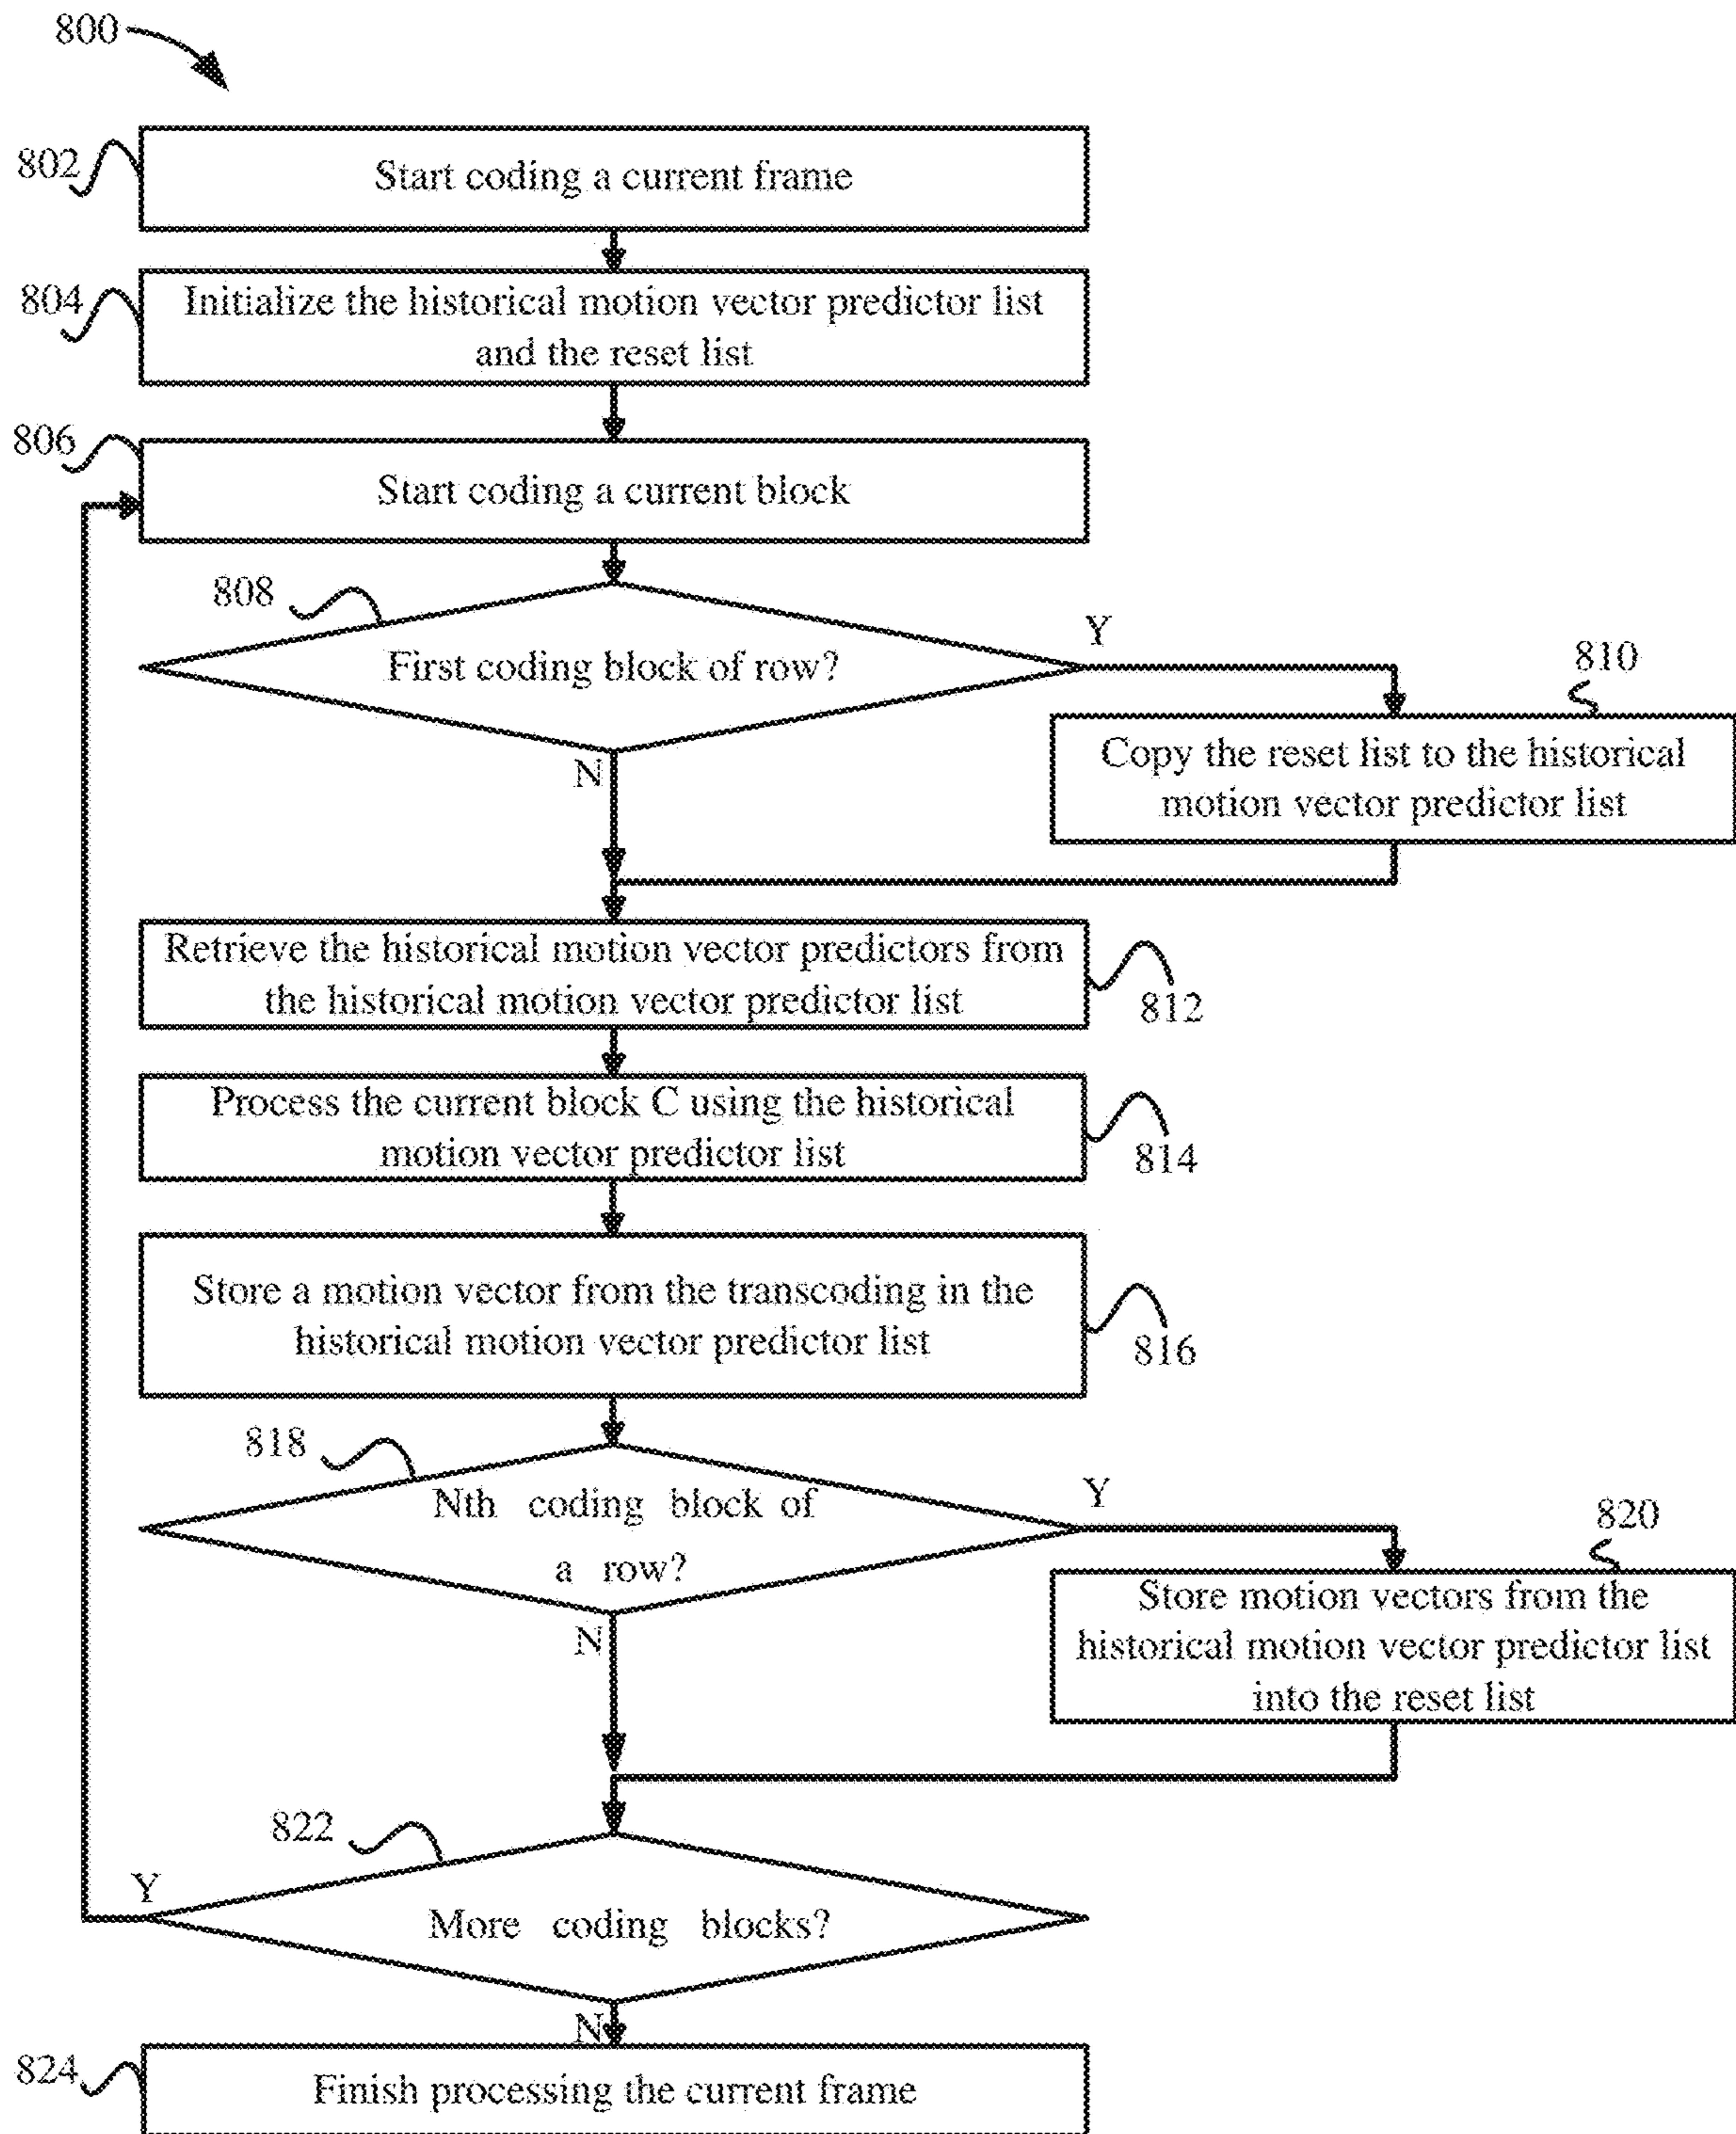 800
802
Start coding a current frame
804
Initialize the historical motion vector predictor list
and the reset list
806
Start coding a current block
808
First coding block of row?
Y
N
810
Copy the reset list to the historical
motion vector predictor list
Retrieve the historical motion vector predictors from
the historical motion vector predictor list
812
Process the current block C using the historical
motion vector predictor list
814
Store a motion vector from the transcoding in the
historical motion vector predictor list
816
818
Nth coding block of
a row?
Y
N
820
Store motion vectors from the
historical motion vector predictor list
into the reset list
822
Y
More coding blocks?
N
824
Finish processing the current frame